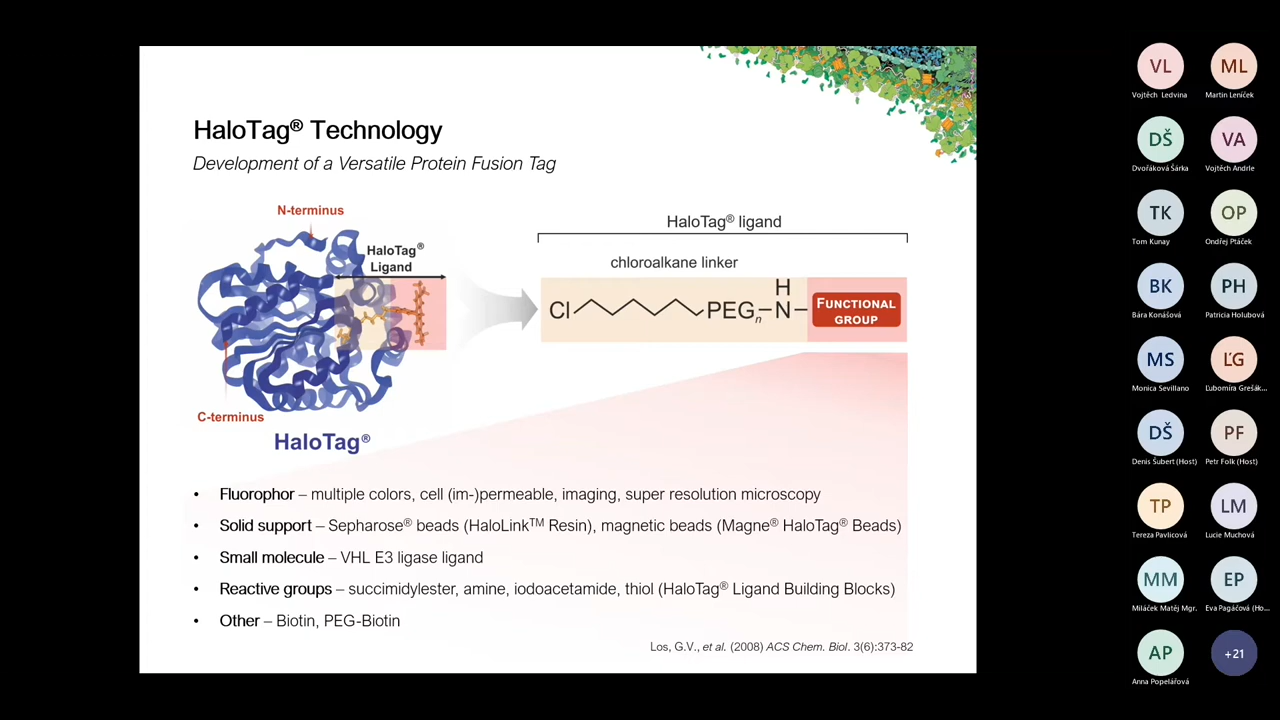 HaloTag® Technology
Development of a Versatile Protein Fusion Tag
N-terminus
HaloTag®
Ligand
C-terminus
HaloTag®
HaloTag® ligand
chloroalkane linker
Cl PEGn–N–
H
FUNCTIONAL
GROUP
• Fluorophor – multiple colors, cell (im-)permeable, imaging, super resolution microscopy
• Solid support – Sepharose® beads (HaloLink™ Resin), magnetic beads (Magne® HaloTag® Beads)
• Small molecule – VHL E3 ligase ligand
• Reactive groups – succimidylester, amine, iodoacetamide, thiol (HaloTag® Ligand Building Blocks)
• Other – Biotin, PEG-Biotin
Los, G.V., et al. (2008) ACS Chem. Biol. 3(6):373-82
VL ML
Vojtěch Ledvina Martin Leníček
DŠ VA
Dvořáková Šárka Vojtěch Andrle
TK OP
Tom Kunay Ondřej Ptáček
BK PH
Bára Konášová Patricia Holubová
MS ĽG
Monica Sevillano Ľubomíra Grešák...
DŠ PF
Denis Šubert (Host) Petr Folk (Host)
TP LM
Tereza Pavlicová Lucie Muchová
MM EP
Miláček Matěj Mgr. Eva Pagáčová (Ho...
AP +21
Anna Popelářová